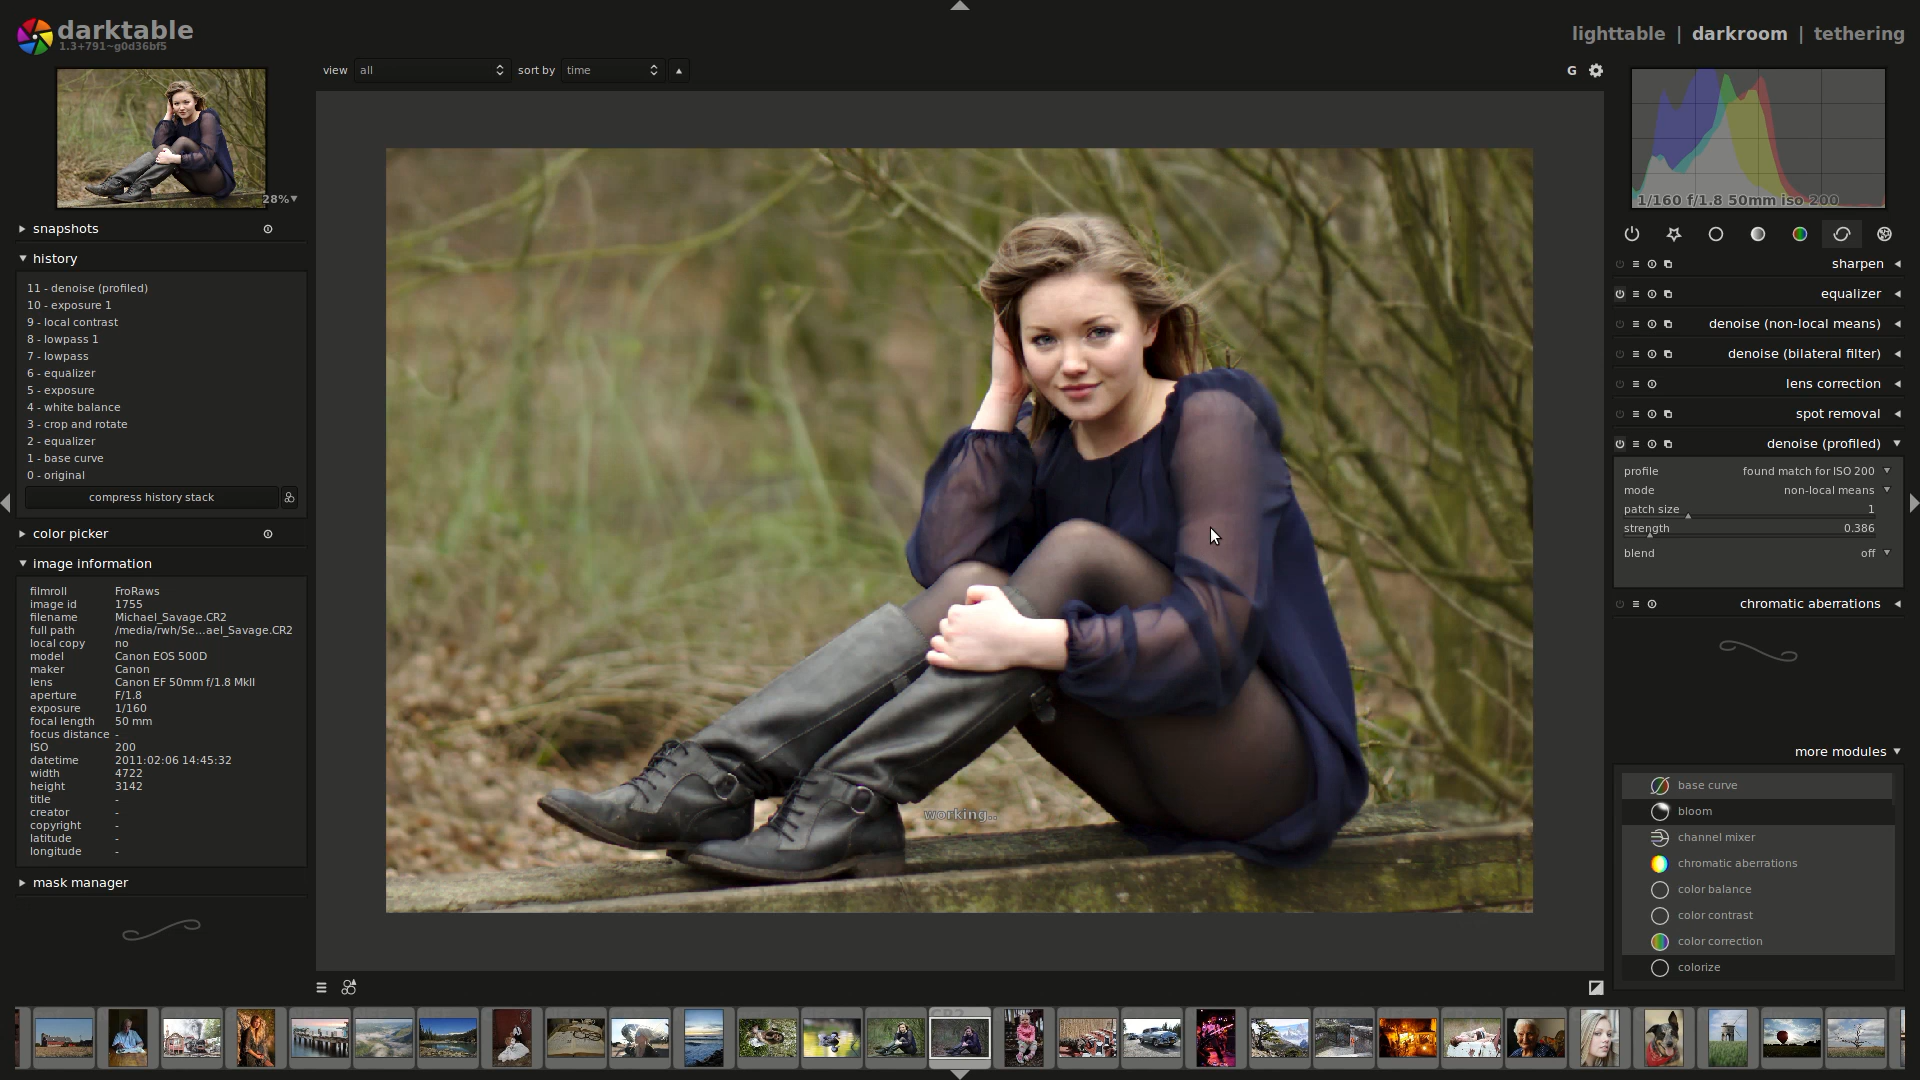 darktable
1.3+791~g0d36bf5
lighttable | darkroom | tethering
view all sort by time
G
28%
1/160 f/1.8 50mm iso 200
snapshots
history
11 - denoise (profiled)
10 - exposure 1
9 - local contrast
8 - lowpass 1
7 - lowpass
6 - equalizer
5 - exposure
4 - white balance
3 - crop and rotate
2 - equalizer
1 - base curve
0 - original
compress history stack
color picker
image information
filmroll FroRaws
image id 1755
filename Michael_Savage.CR2
full path /media/rwh/Se...ael_Savage.CR2
local copy no
model Canon EOS 500D
maker Canon
lens Canon EF 50mm f/1.8 MkII
aperture F/1.8
exposure 1/160
focal length 50 mm
focus distance -
ISO 200
datetime 2011:02:06 14:45:32
width 4722
height 3142
title -
creator -
copyright -
latitude -
longitude -
mask manager
working..
sharpen
equalizer
denoise (non-local means)
denoise (bilateral filter)
lens correction
spot removal
denoise (profiled)
profile found match for ISO 200
mode non-local means
patch size 1
strength 0.386
blend off
chromatic aberrations
more modules
base curve
bloom
channel mixer
chromatic aberrations
color balance
color contrast
color correction
colorize
CR2